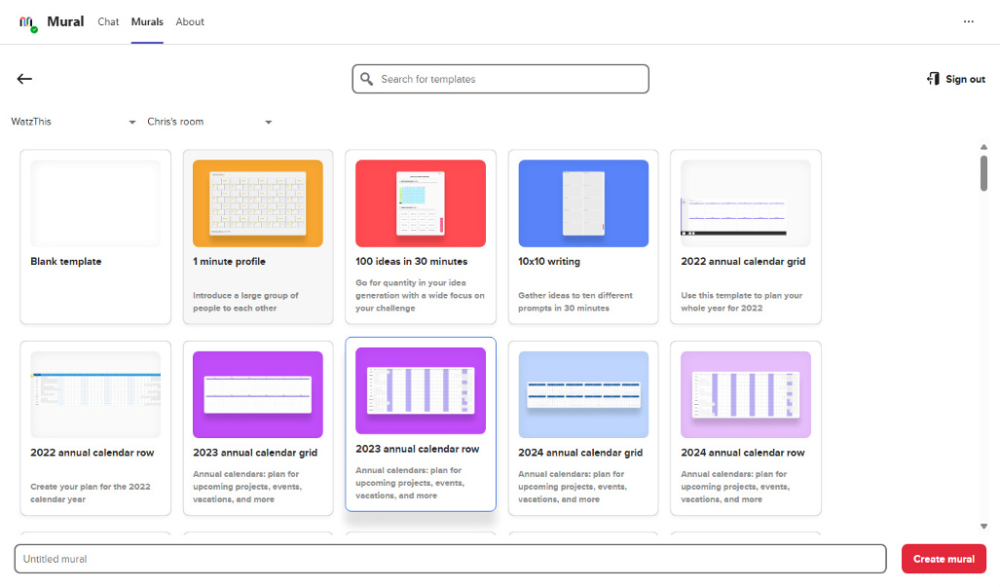 Mural Chat Murals About
Search for templates
Sign out
WatzThis Chris's room
Blank template
1 minute profile
Introduce a large group of
people to each other
100 ideas in 30 minutes
Go for quantity in your idea
generation with a wide focus on
your challenge
10x10 writing
Gather ideas to ten different
prompts in 30 minutes
2022 annual calendar grid
Use this template to plan your
whole year for 2022
2022 annual calendar row
Create your plan for the 2022
calendar year
2023 annual calendar grid
Annual calendars: plan for
upcoming projects, events,
vacations, and more
2023 annual calendar row
Annual calendars: plan for
upcoming projects, events,
vacations, and more
2024 annual calendar grid
Annual calendars: plan for
upcoming projects, events,
vacations, and more
2024 annual calendar row
Annual calendars: plan for
upcoming projects, events,
vacations, and more
Untitled mural
Create mural